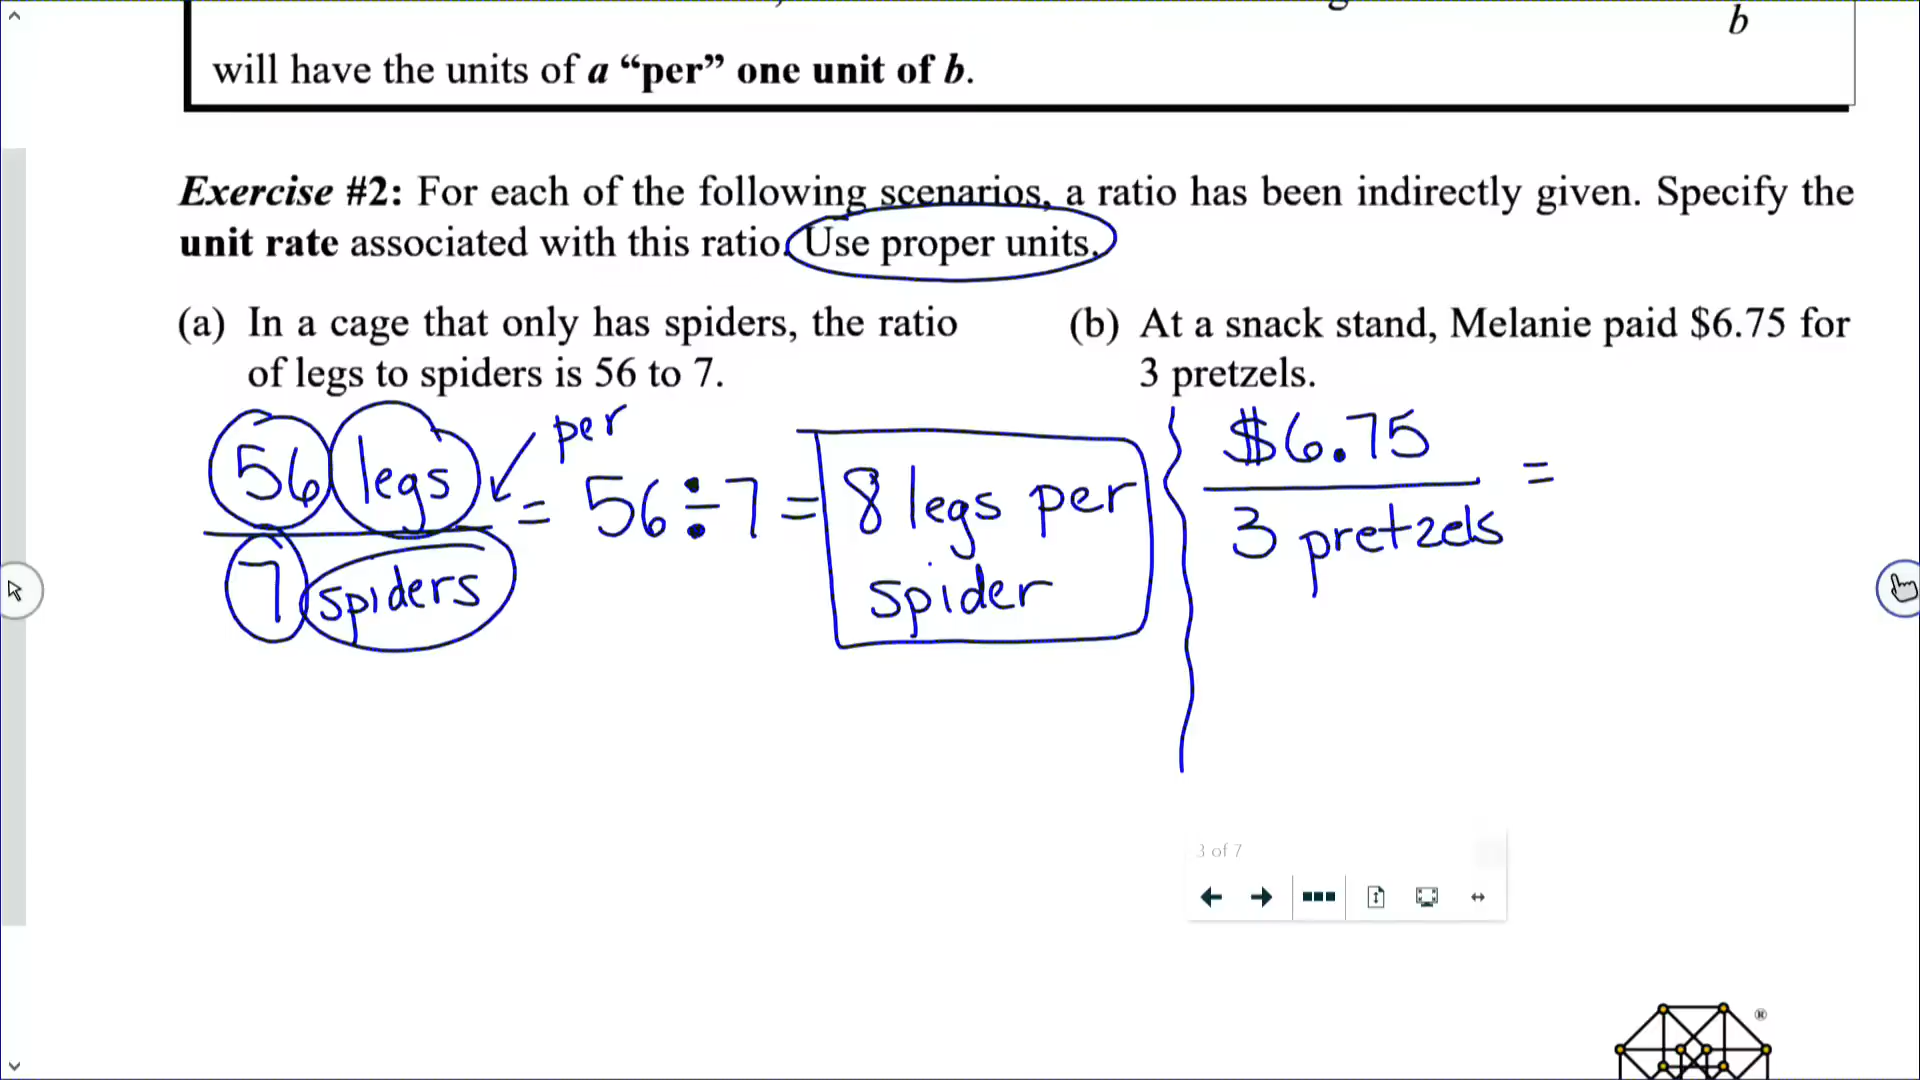 b
will have the units of a “per” one unit of b.
Exercise #2: For each of the following scenarios, a ratio has been indirectly given. Specify the
unit rate associated with this ratio. Use proper units.
(a) In a cage that only has spiders, the ratio
of legs to spiders is 56 to 7.
56 legs
7 spiders
per
= 56 ÷ 7 = 8 legs per
spider
(b) At a snack stand, Melanie paid $6.75 for
3 pretzels.
$6.75
3 pretzels
=
3 of 7
®